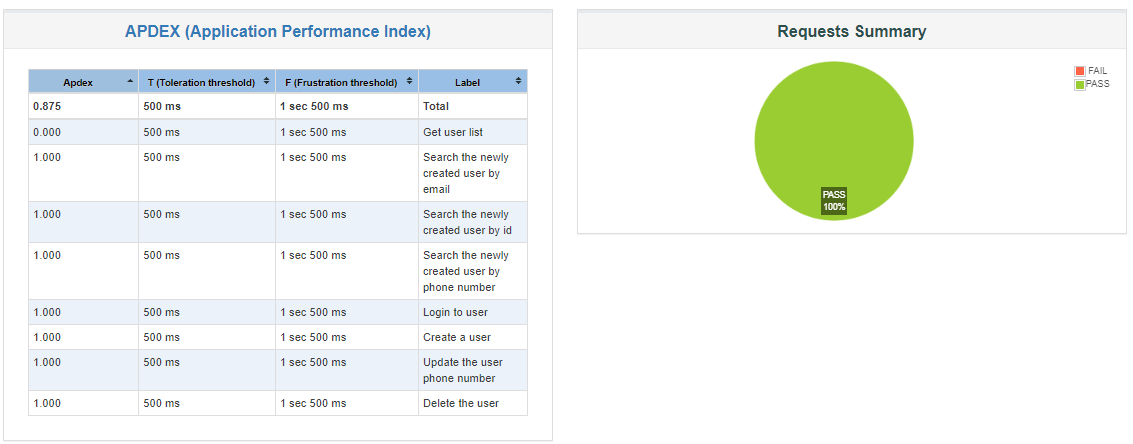 APDEX (Application Performance Index)
Apdex T (Toleration threshold) F (Frustration threshold) Label
0.875 500 ms 1 sec 500 ms Total
0.000 500 ms 1 sec 500 ms Get user list
1.000 500 ms 1 sec 500 ms Search the newly
created user by
email
1.000 500 ms 1 sec 500 ms Search the newly
created user by id
1.000 500 ms 1 sec 500 ms Search the newly
created user by
phone number
1.000 500 ms 1 sec 500 ms Login to user
1.000 500 ms 1 sec 500 ms Create a user
1.000 500 ms 1 sec 500 ms Update the user
phone number
1.000 500 ms 1 sec 500 ms Delete the user
Requests Summary
FAIL
PASS
PASS
100%